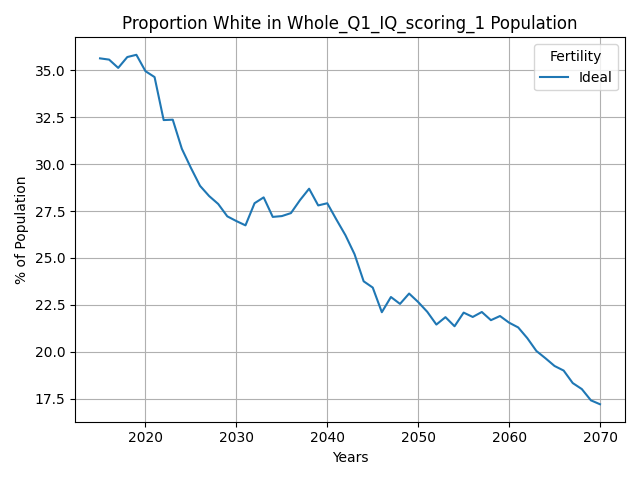 Proportion White in Whole_Q1_IQ_scoring_1 Population
Fertility
Ideal
% of Population
35.0
32.5
30.0
27.5
25.0
22.5
20.0
17.5
2020 2030 2040 2050 2060 2070
Years